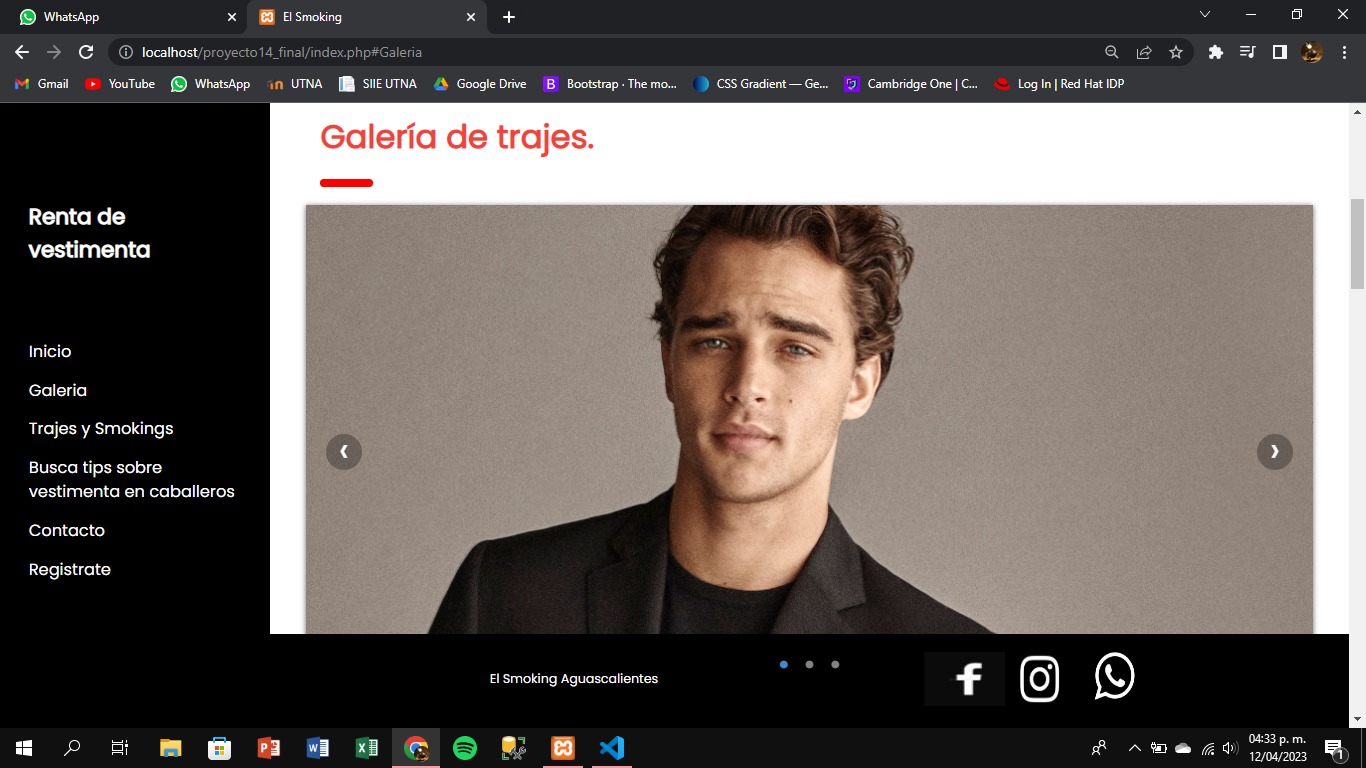 WhatsApp
El Smoking
localhost/proyecto14_final/index.php#Galeria
Gmail
YouTube
WhatsApp
UTNA
SIIE UTNA
Google Drive
B Bootstrap · The mo...
CSS Gradient — Ge...
Cambridge One | C...
Log In | Red Hat IDP
Renta de
vestimenta
Inicio
Galeria
Trajes y Smokings
Busca tips sobre
vestimenta en caballeros
Contacto
Registrate
Galería de trajes.
❮
❯
El Smoking Aguascalientes
04:33 p. m.
12/04/2023
1